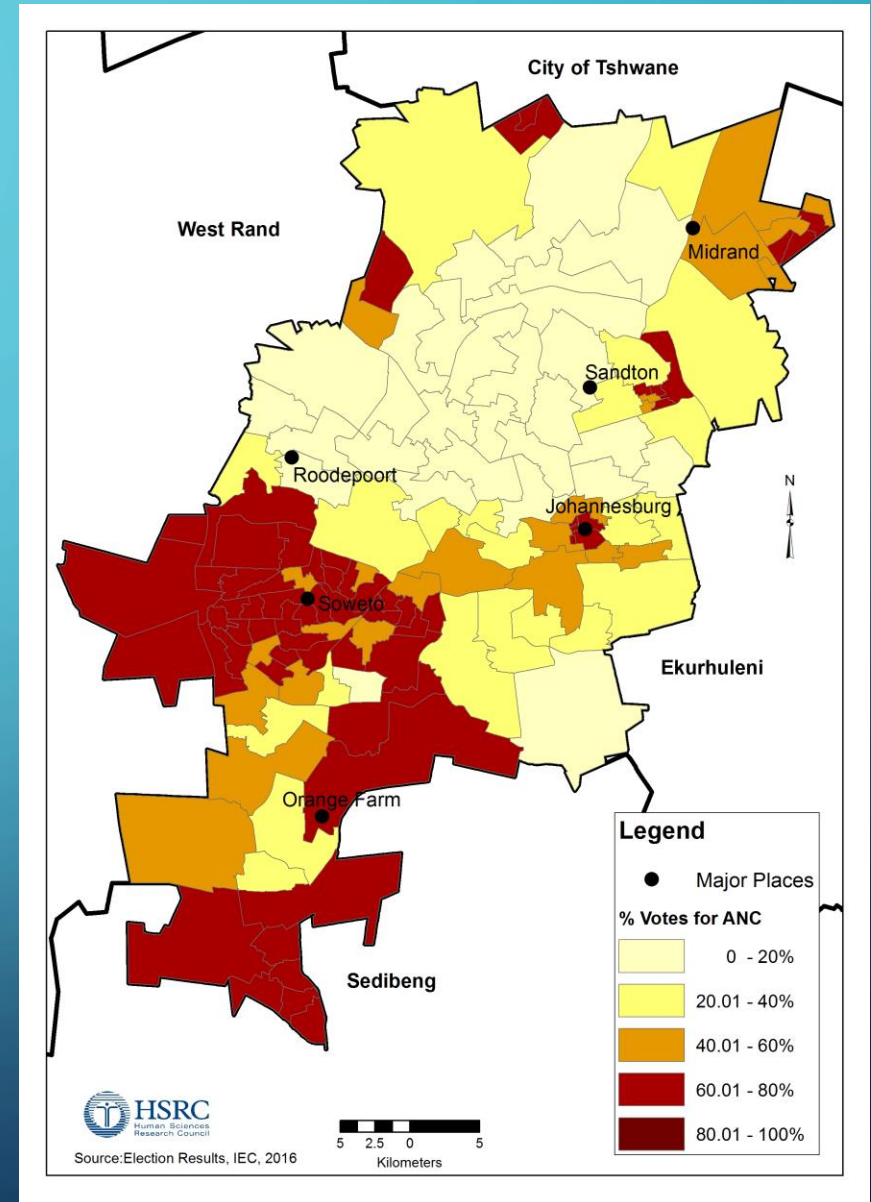 City of Tshwane
West Rand
Midrand
Sandton
Roodepoort
N
Johannesburg
Soweto
Ekurhuleni
Orange Farm
Sedibeng
Legend
Major Places
% Votes for ANC
0 - 20%
20.01 - 40%
40.01 - 60%
60.01 - 80%
80.01 - 100%
HSRC
Human Sciences
Research Council
Source:Election Results, IEC, 2016
5 2.5 0 5
Kilometers